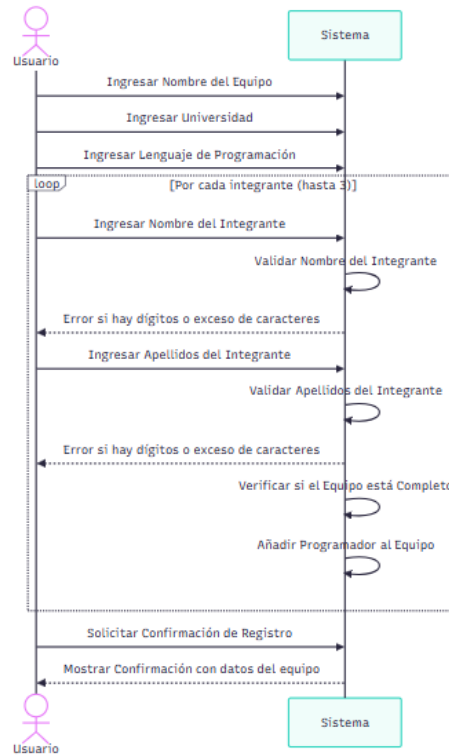 Usuario
Sistema
Ingresar Nombre del Equipo
Ingresar Universidad
Ingresar Lenguaje de Programación
loop
[Por cada integrante (hasta 3)]
Ingresar Nombre del Integrante
Validar Nombre del Integrante
Error si hay dígitos o exceso de caracteres
Ingresar Apellidos del Integrante
Validar Apellidos del Integrante
Error si hay dígitos o exceso de caracteres
Verificar si el Equipo está Completo
Añadir Programador al Equipo
Solicitar Confirmación de Registro
Mostrar Confirmación con datos del equipo
Usuario
Sistema